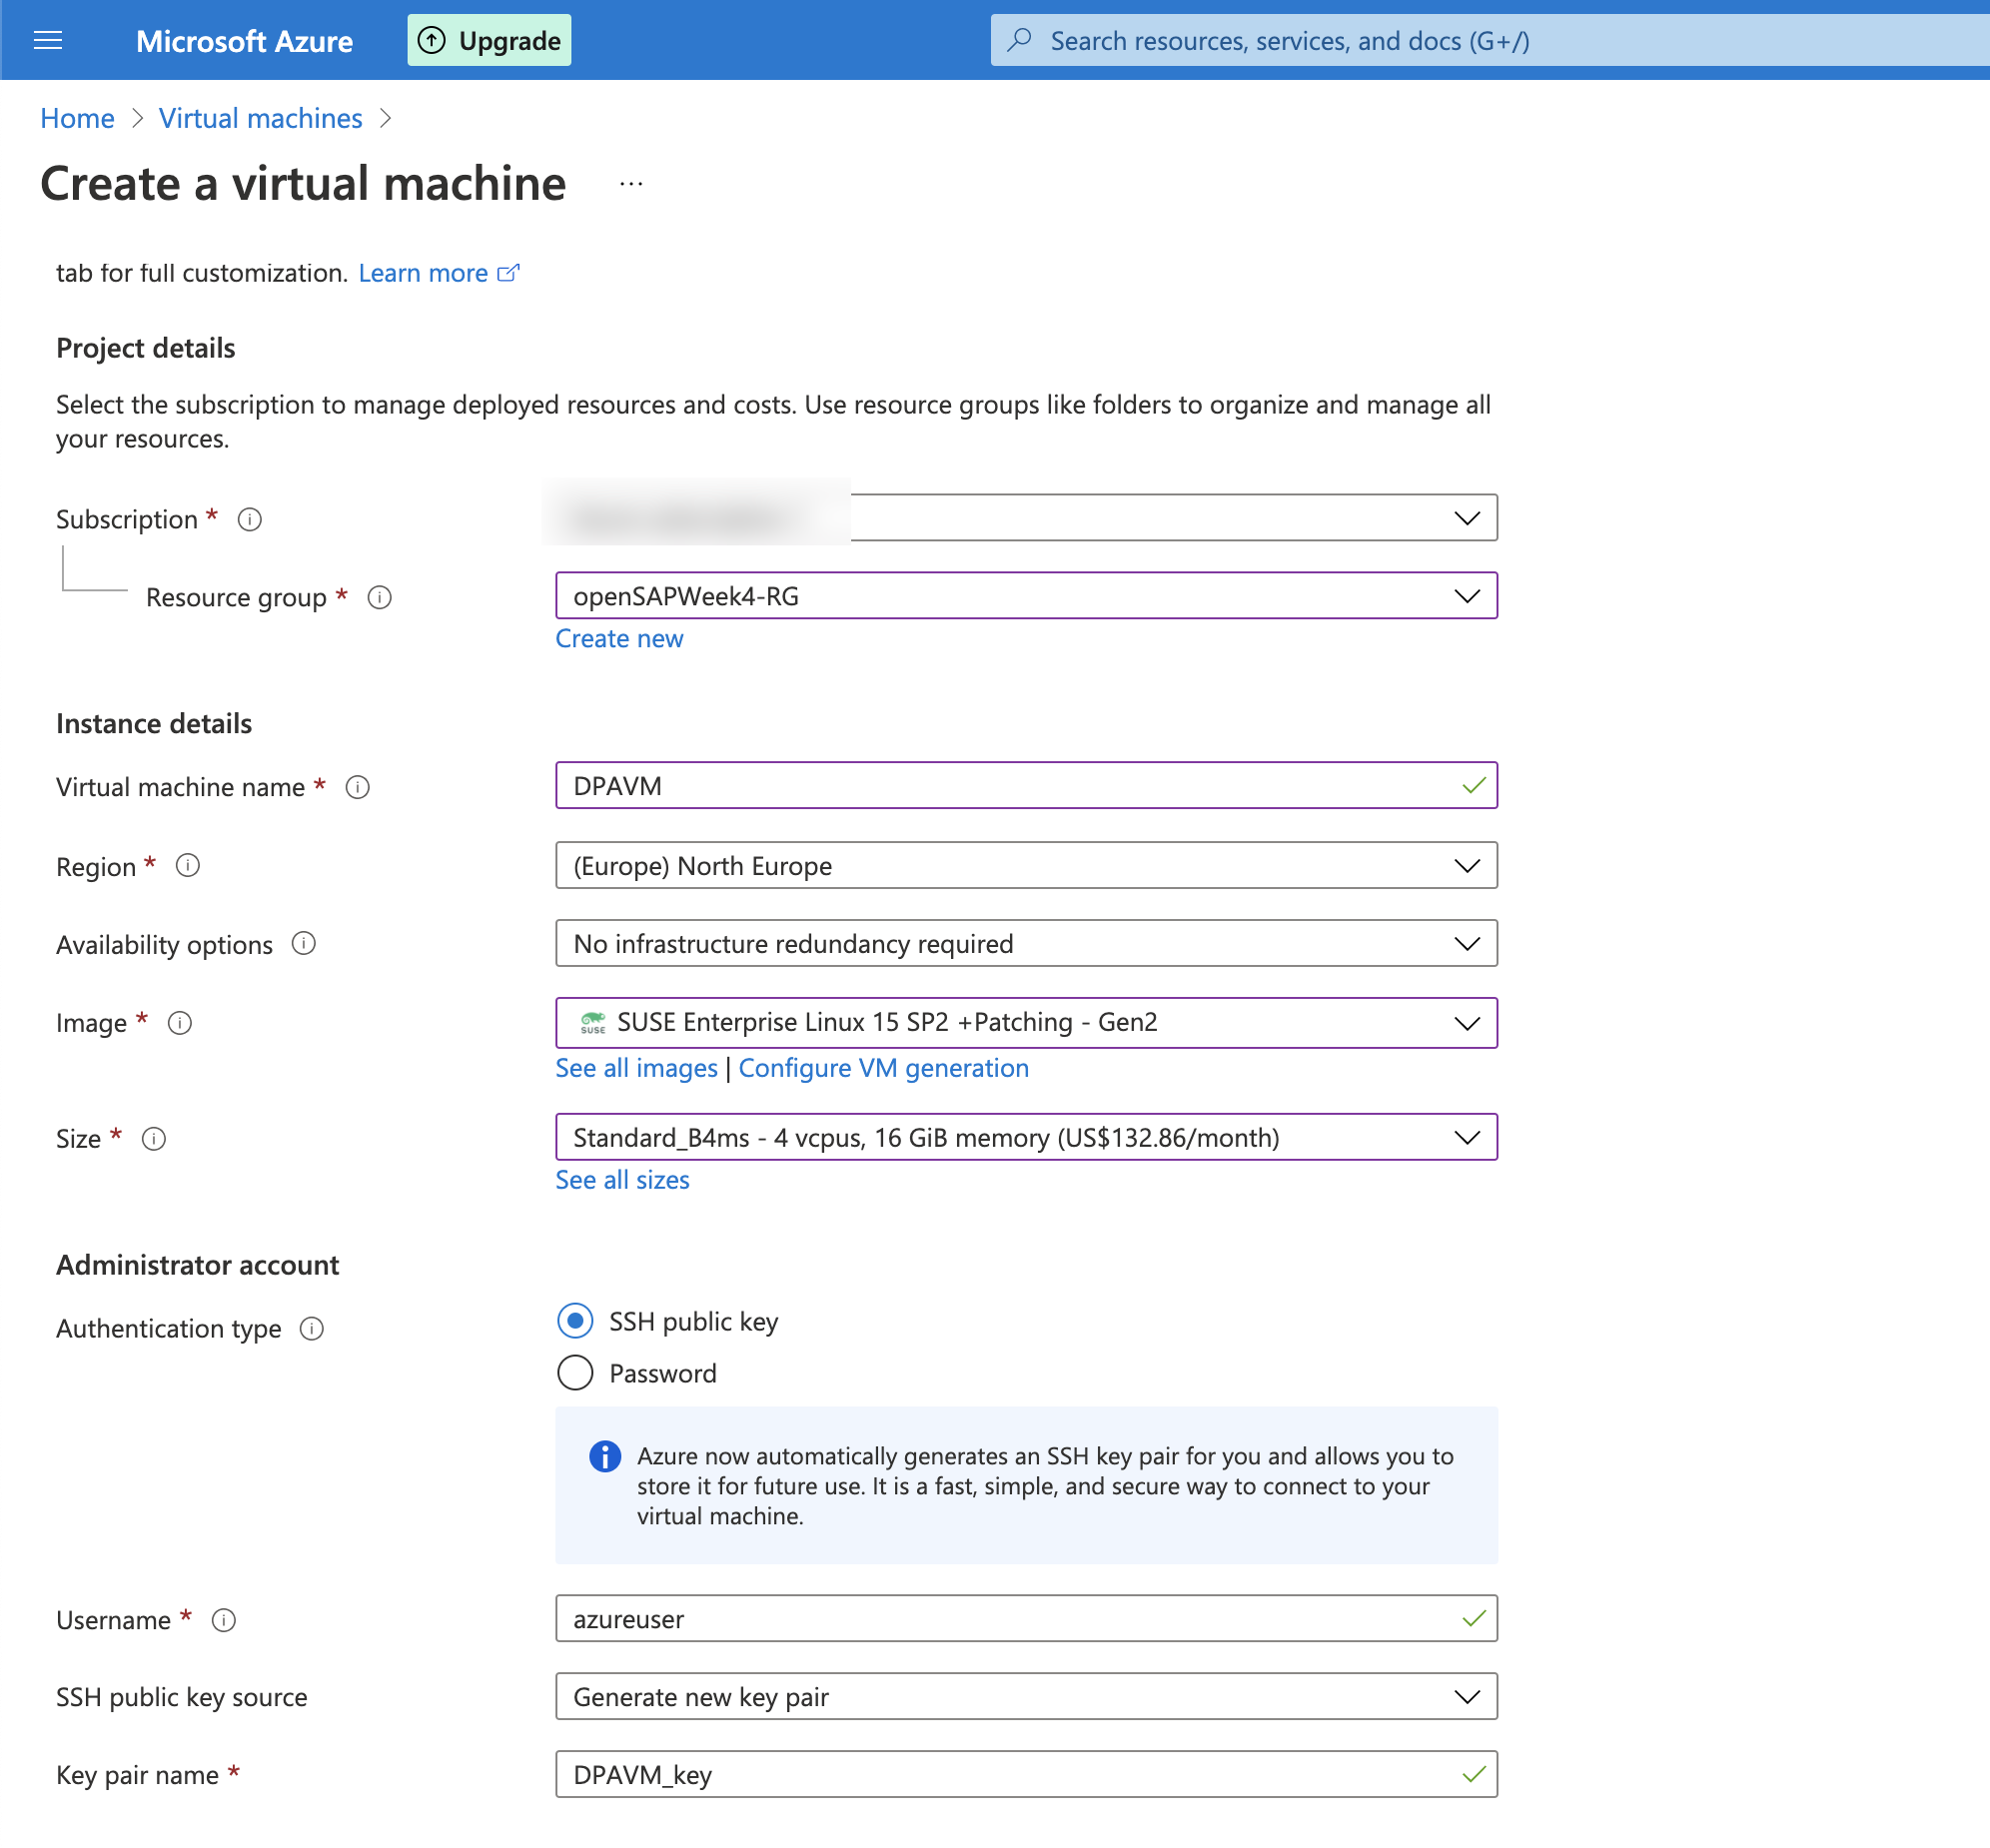 Microsoft Azure
Upgrade
Search resources, services, and docs (G+/)
Home > Virtual machines >
Create a virtual machine ...
tab for full customization. Learn more
Project details
Select the subscription to manage deployed resources and costs. Use resource groups like folders to organize and manage all
your resources.
Subscription *
Resource group *
openSAPWeek4-RG
Create new
Instance details
Virtual machine name *
DPAVM
Region *
(Europe) North Europe
Availability options
No infrastructure redundancy required
Image *
SUSE
SUSE Enterprise Linux 15 SP2 +Patching - Gen2
See all images | Configure VM generation
Size *
Standard_B4ms - 4 vcpus, 16 GiB memory (US$132.86/month)
See all sizes
Administrator account
Authentication type
SSH public key
Password
Azure now automatically generates an SSH key pair for you and allows you to
store it for future use. It is a fast, simple, and secure way to connect to your
virtual machine.
Username *
azureuser
SSH public key source
Generate new key pair
Key pair name *
DPAVM_key